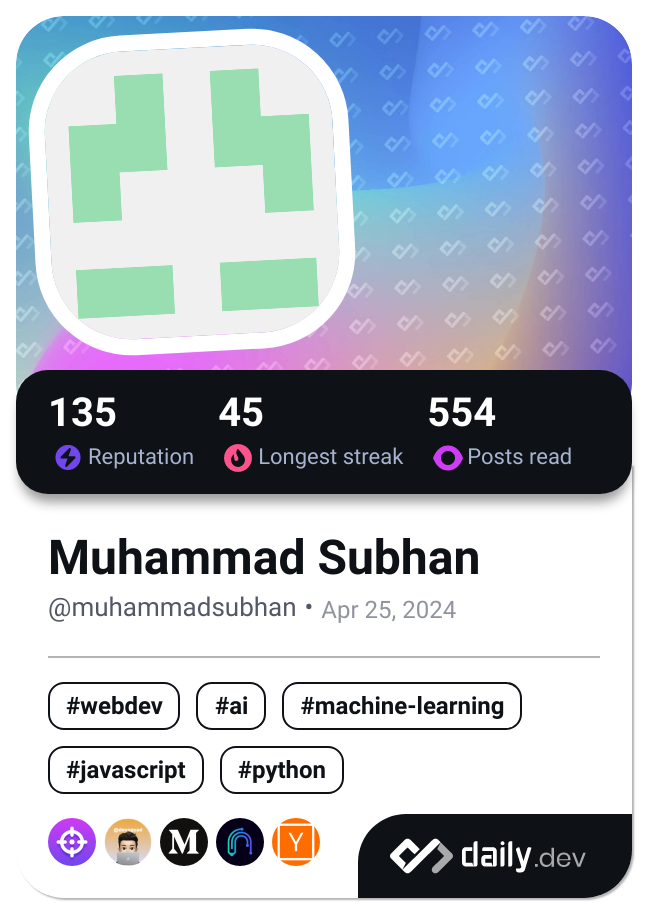 135 45 554
Reputation Longest streak Posts read
Muhammad Subhan
@muhammadsubhan • Apr 25, 2024
#webdev #ai #machine-learning
#javascript #python
M Y daily.dev